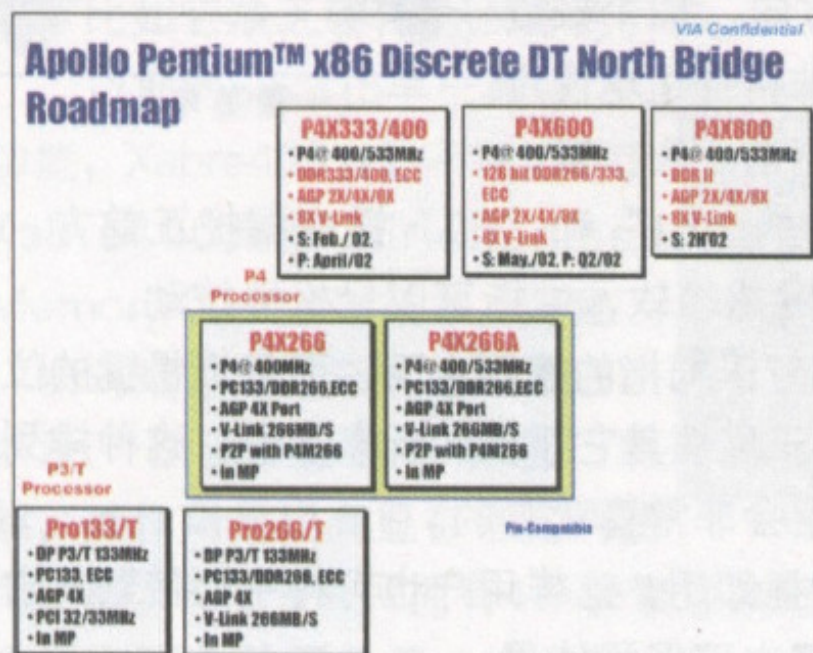 VIA Confidential
Apollo Pentium™ x86 Discrete DT North Bridge
Roadmap
P4X333/400
• P4@ 400/533MHz
• DDR333/400, ECC
• AGP 2X/4X/8X
• 8X V-Link
• S: Feb./ 02.
• P: April/02
P4X600
• P4@ 400/533MHz
• 128 bit DDR266/333,
ECC
• AGP 2X/4X/8X
• 8X V-Link
• S: May./02, P: Q2/02
P4X800
• P4@ 400/533MHz
• DDR II
• AGP 2X/4X/8X
• 8X V-Link
• S: 2H'02
P4
Processor
P4X266
• P4@ 400MHz
• PC133/DDR266,ECC
• AGP 4X Port
• V-Link 266MB/S
• P2P with P4M266
• In MP
P4X266A
• P4@ 400/533MHz
• PC133/DDR266,ECC
• AGP 4X Port
• V-Link 266MB/S
• P2P with P4M266
• In MP
P3/T
Processor
Pin-Compatible
Pro133/T
• DP P3/T 133MHz
• PC133, ECC
• AGP 4X
• PCI 32/33MHz
• In MP
Pro266/T
• DP P3/T 133MHz
• PC133/DDR266, ECC
• AGP 4X
• V-Link 266MB/S
• In MP